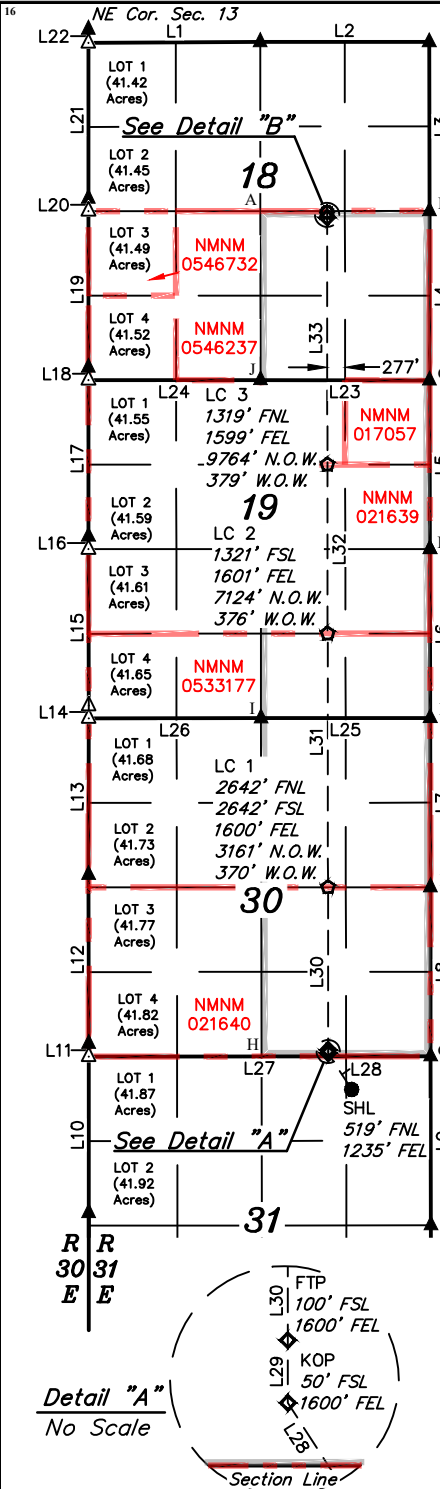 16
NE Cor. Sec. 13
L22
L1
L2
LOT 1
(41.42
Acres)
L21
L3
See Detail "B"
LOT 2
(41.45
Acres)
18
L20
A
LOT 3
(41.49
Acres)
NMNM
0546732
L19
L4
LOT 4
(41.52
Acres)
NMNM
0546237
L33
277'
L18
J
L24
L23
LOT 1
(41.55
Acres)
LC 3
1319' FNL
1599' FEL
9764' N.O.W.
379' W.O.W.
NMNM
017057
L17
L5
19
NMNM
021639
LOT 2
(41.59
Acres)
LC 2
1321' FSL
1601' FEL
7124' N.O.W.
376' W.O.W.
L32
L16
LOT 3
(41.61
Acres)
L15
L6
LOT 4
(41.65
Acres)
NMNM
0533177
L14
I
L26
L25
L31
LOT 1
(41.68
Acres)
LC 1
2642' FNL
2642' FSL
1600' FEL
3161' N.O.W.
370' W.O.W.
L13
L7
LOT 2
(41.73
Acres)
30
LOT 3
(41.77
Acres)
L12
L30
L8
LOT 4
(41.82
Acres)
NMNM
021640
L11
H
L27
L28
LOT 1
(41.87
Acres)
SHL
519' FNL
1235' FEL
L10
See Detail "A"
LOT 2
(41.92
Acres)
31
R R
30 31
E E
L30
FTP
100' FSL
1600' FEL
L29
KOP
50' FSL
1600' FEL
L28
Detail "A"
No Scale
Section Line